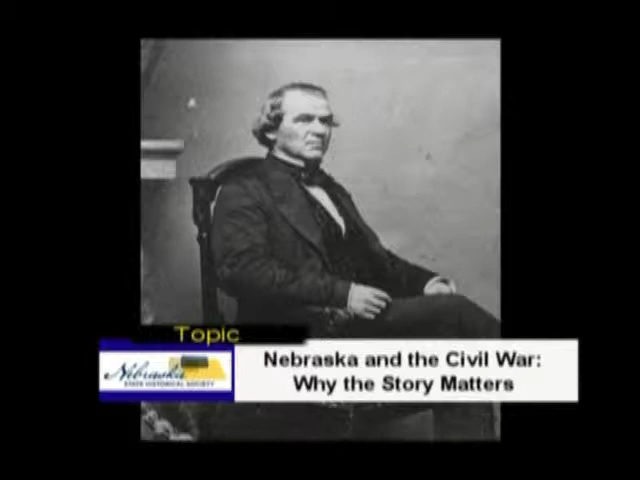 Topic
Nebraska
STATE HISTORICAL SOCIETY
Nebraska and the Civil War:
Why the Story Matters